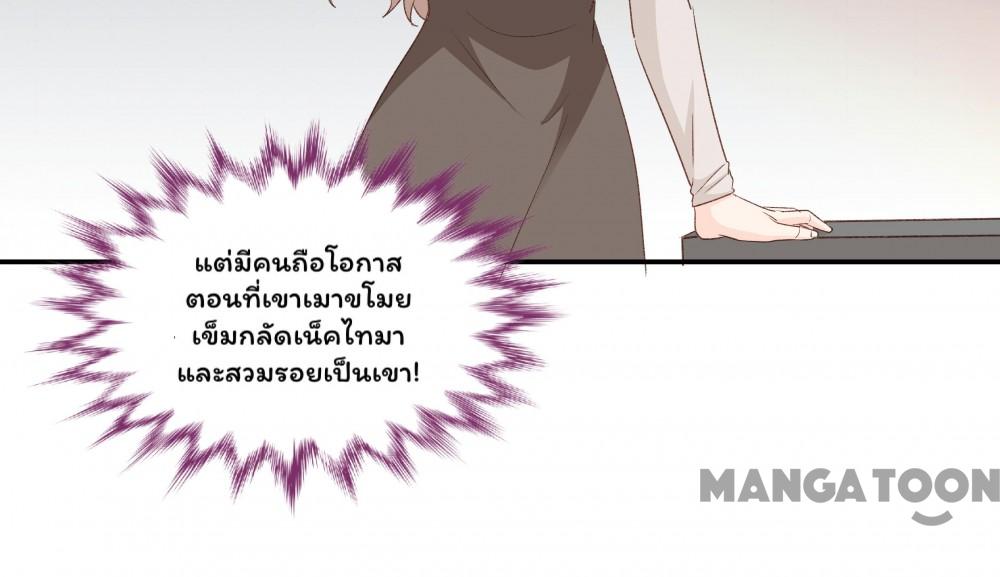 แต่มีคนถือโอกาส
ตอนที่เขาเมาขโมย
เข็มกลัดเน็คไทมา
และสวมรอยเป็นเขา!
MANGATOON